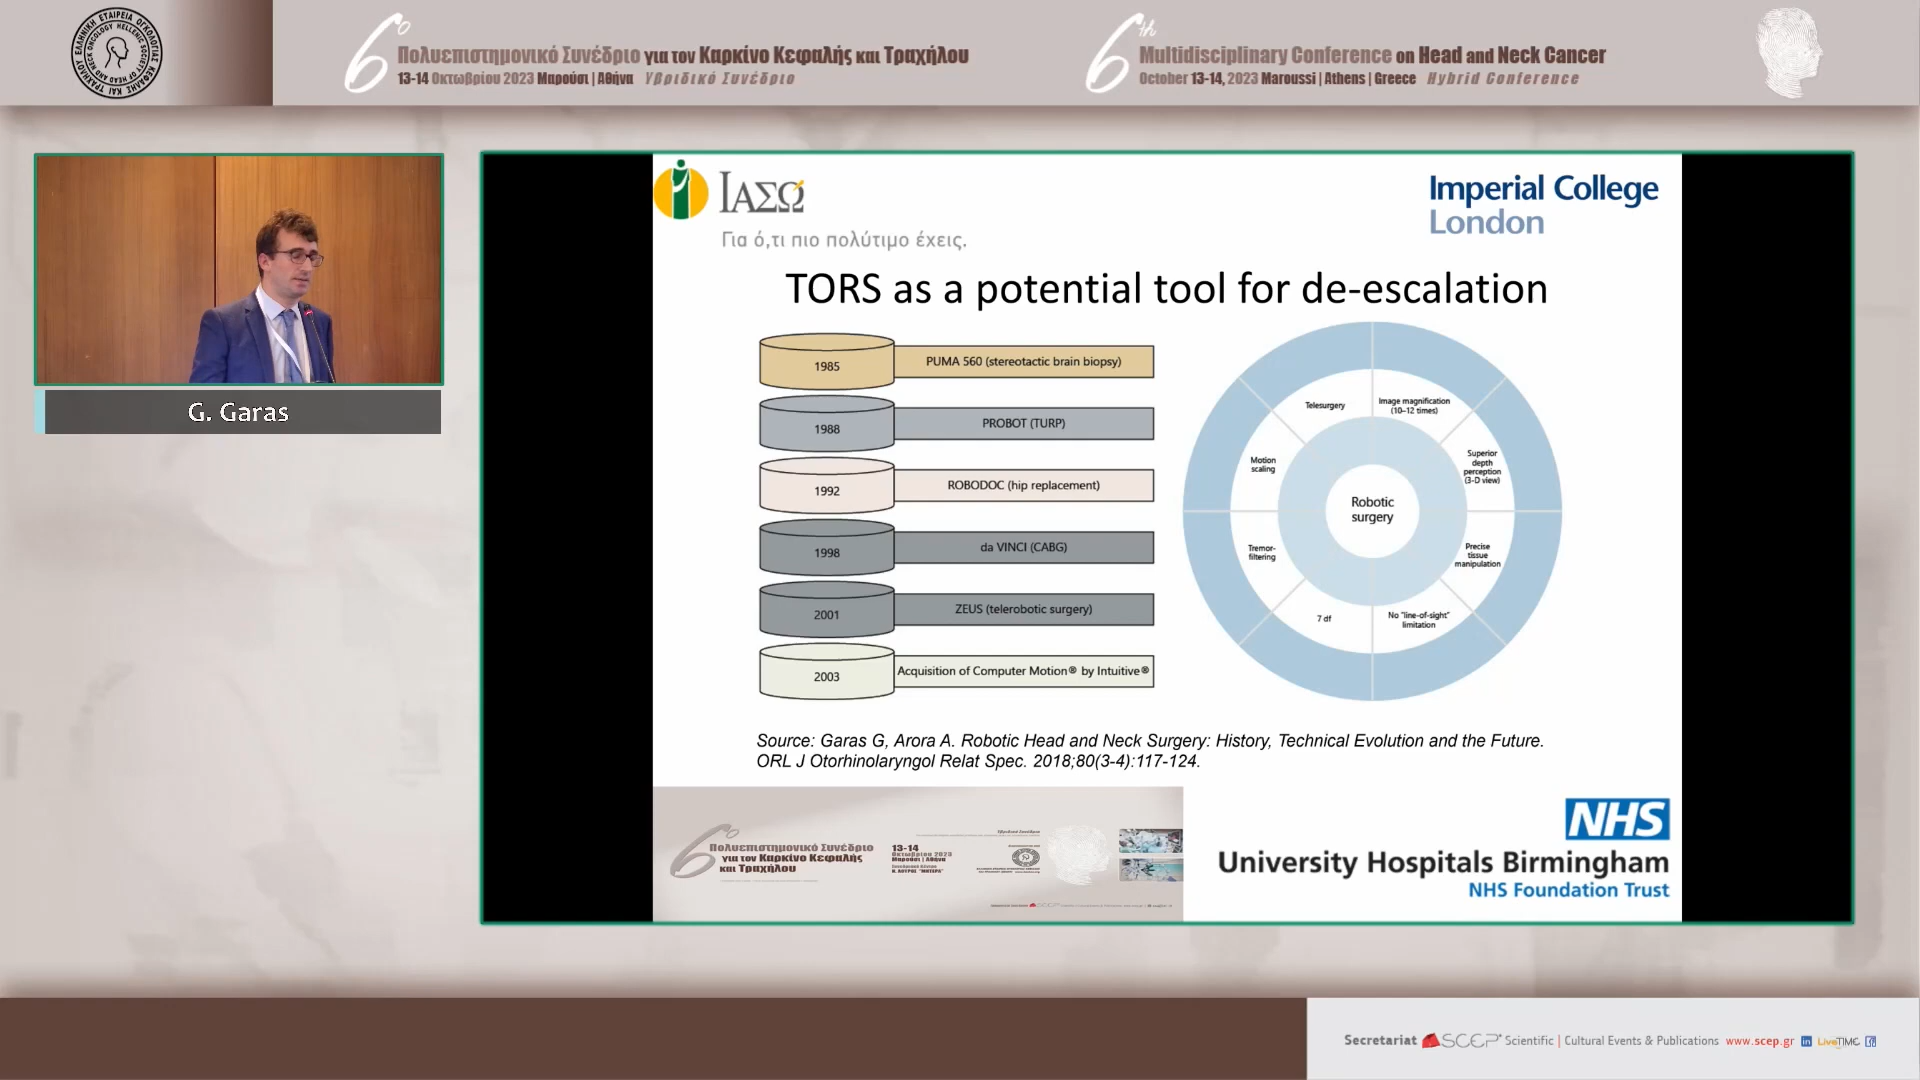 6ο Πολυεπιστημονικό Συνέδριο για τον Καρκίνο Κεφαλής και Τραχήλου
13-14 Οκτωβρίου 2023 Μαρούσι | Αθήνα Υβριδικό Συνέδριο
6th Multidisciplinary Conference on Head and Neck Cancer
October 13-14, 2023 Maroussi | Athens | Greece Hybrid Conference
G. Garas
ΙΑΣΩ
Για ό,τι πιο πολύτιμο έχεις.
Imperial College
London
TORS as a potential tool for de-escalation
1985 PUMA 560 (stereotactic brain biopsy)
1988 PROBOT (TURP)
1992 ROBODOC (hip replacement)
1998 da VINCI (CABG)
2001 ZEUS (telerobotic surgery)
2003 Acquisition of Computer Motion® by Intuitive®
Robotic
surgery
Image magnification
(10–12 times)
Superior
depth
perception
(3-D view)
Precise
tissue
manipulation
No "line-of-sight"
limitation
7 df
Tremor-
filtering
Motion
scaling
Telesurgery
Source: Garas G, Arora A. Robotic Head and Neck Surgery: History, Technical Evolution and the Future.
ORL J Otorhinolaryngol Relat Spec. 2018;80(3-4):117-124.
6ο Πολυεπιστημονικό Συνέδριο
για τον Καρκίνο Κεφαλής
και Τραχήλου
13-14
Οκτωβρίου 2023
Μαρούσι | Αθήνα
NHS
University Hospitals Birmingham
NHS Foundation Trust
Secretariat SCEP Scientific | Cultural Events & Publications www.scep.gr in LiveTIME f